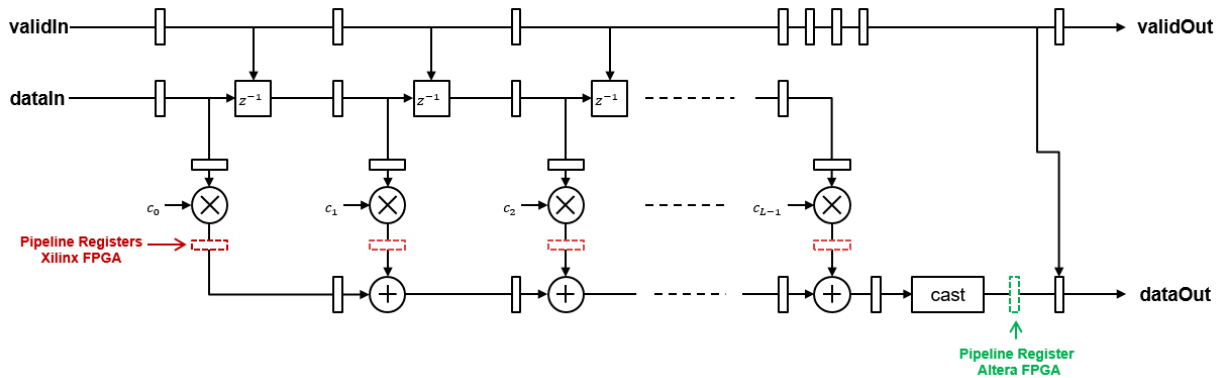 validIn
validOut
dataIn
z⁻¹
z⁻¹
z⁻¹
c₀
c₁
c₂
c_{L-1}
Pipeline Registers
Xilinx FPGA
cast
dataOut
Pipeline Register
Altera FPGA